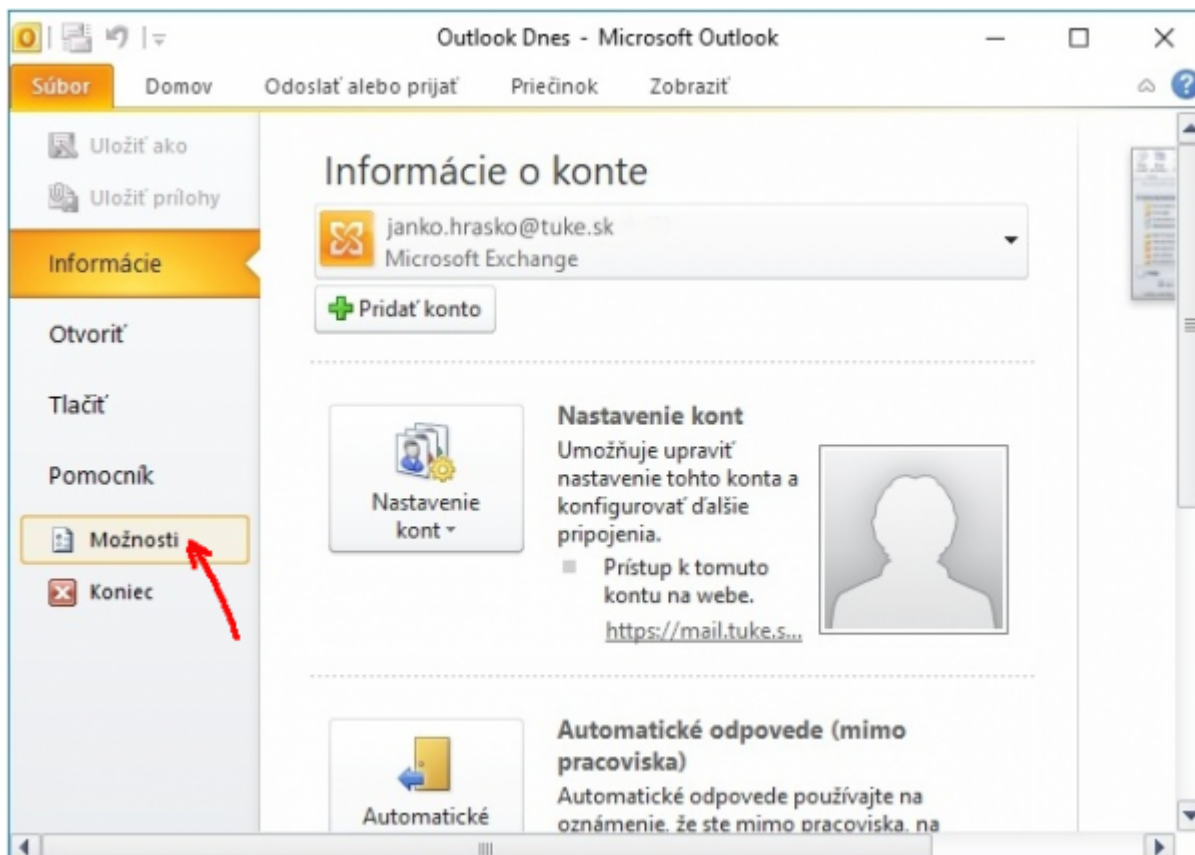 Outlook Dnes - Microsoft Outlook
Súbor Domov Odoslať alebo prijať Priečinok Zobraziť
Uložiť ako
Uložiť prílohy
Informácie
Otvoriť
Tlačiť
Pomocník
Možnosti
Koniec
Informácie o konte
janko.hrasko@tuke.sk
Microsoft Exchange
Pridať konto
Nastavenie
kont
Nastavenie kont
Umožňuje upraviť
nastavenie tohto konta a
konfigurovať ďalšie
pripojenia.
Prístup k tomuto
kontu na webe.
https://mail.tuke.s...
Automatické
Automatické odpovede (mimo
pracoviska)
Automatické odpovede používajte na
oznámenie, že ste mimo pracoviska, na